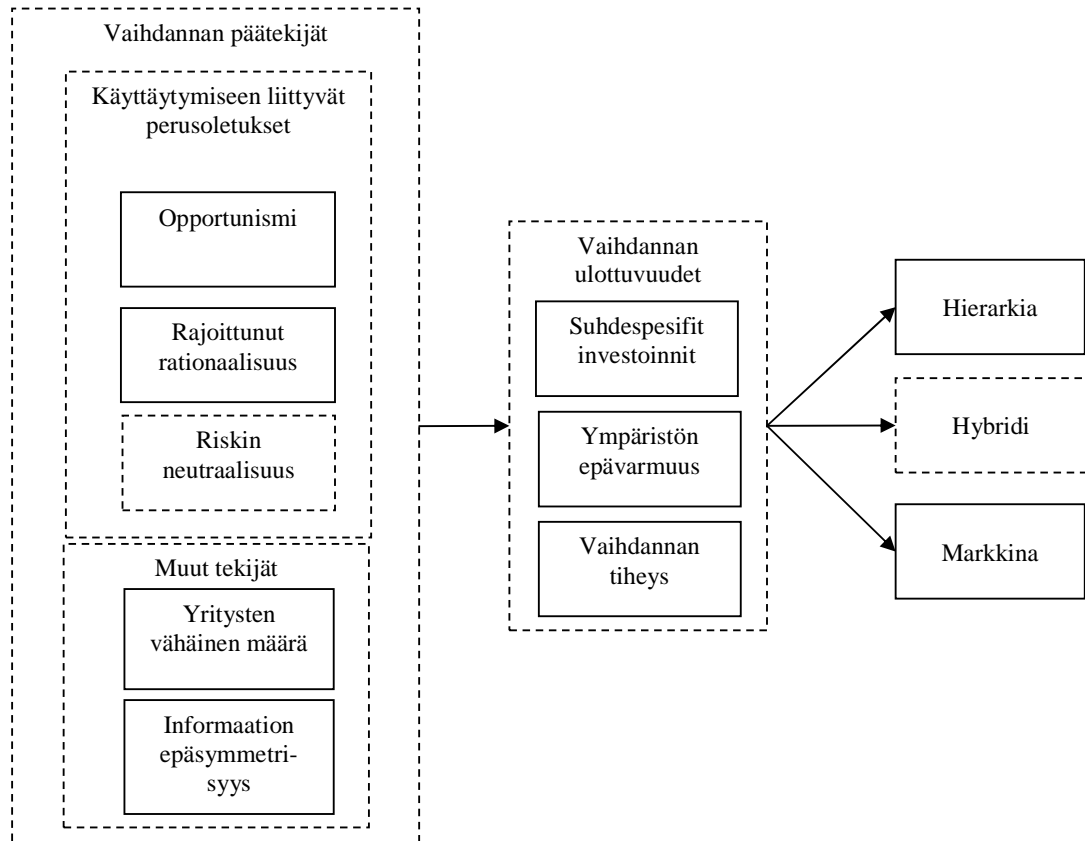 Vaihdannan päätekijät
Käyttäytymiseen liittyvät
perusoletukset
Opportunismi
Rajoittunut
rationaalisuus
Riskin
neutraalisuus
Muut tekijät
Yritysten
vähäinen määrä
Informaation
epäsymmetri-
syys
Vaihdannan
ulottuvuudet
Suhdespesifit
investoinnit
Ympäristön
epävarmuus
Vaihdannan
tiheys
Hierarkia
Hybridi
Markkina